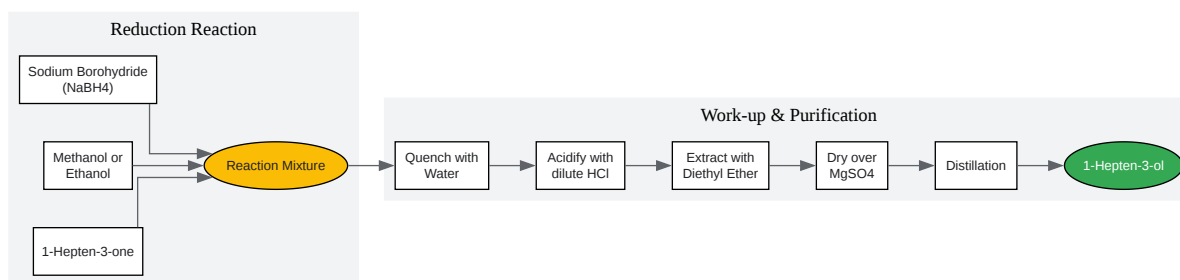 Reduction Reaction
Sodium Borohydride
(NaBH4)
Methanol or
Ethanol
1-Hepten-3-one
Reaction Mixture
Work-up & Purification
Quench with
Water
Acidify with
dilute HCl
Extract with
Diethyl Ether
Dry over
MgSO4
Distillation
1-Hepten-3-ol